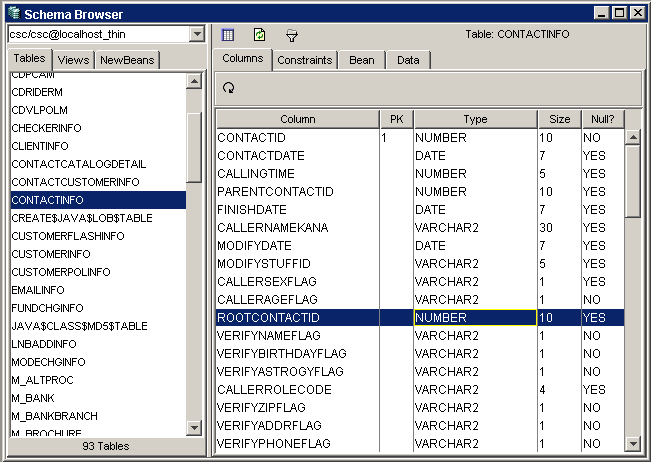 Schema Browser
csc/csc@localhost_thin
Table: CONTACTINFO
Tables Views NewBeans
Columns Constraints Bean Data
CDPCAM
CDRIDERM
CDVLPOLM
CHECKERINFO
CLIENTINFO
CONTACTCATALOGDETAIL
CONTACTCUSTOMERINFO
CONTACTINFO
CREATE$JAVA$LOB$TABLE
CUSTOMERFLASHINFO
CUSTOMERINFO
CUSTOMERPOLINFO
EMAILINFO
FUNDCHGINFO
JAVA$CLASS$MD5$TABLE
LNBADDINFO
MODECHGINFO
M_ALTPROC
M_BANK
M_BANKBRANCH
M_BROCHURE
93 Tables
Column PK Type Size Null?
CONTACTID 1 NUMBER 10 NO
CONTACTDATE DATE 7 YES
CALLINGTIME NUMBER 5 YES
PARENTCONTACTID NUMBER 10 YES
FINISHDATE DATE 7 YES
CALLERNAMEKANA VARCHAR2 30 YES
MODIFYDATE DATE 7 YES
MODIFYSTUFFID VARCHAR2 5 YES
CALLERSEXFLAG VARCHAR2 1 YES
CALLERAGEFLAG VARCHAR2 1 NO
ROOTCONTACTID NUMBER 10 YES
VERIFYNAMEFLAG VARCHAR2 1 NO
VERIFYBIRTHDAYFLAG VARCHAR2 1 NO
VERIFYASTROGYFLAG VARCHAR2 1 NO
CALLERROLECODE VARCHAR2 4 YES
VERIFYZIPFLAG VARCHAR2 1 NO
VERIFYADDRFLAG VARCHAR2 1 NO
VERIFYPHONEFLAG VARCHAR2 1 NO